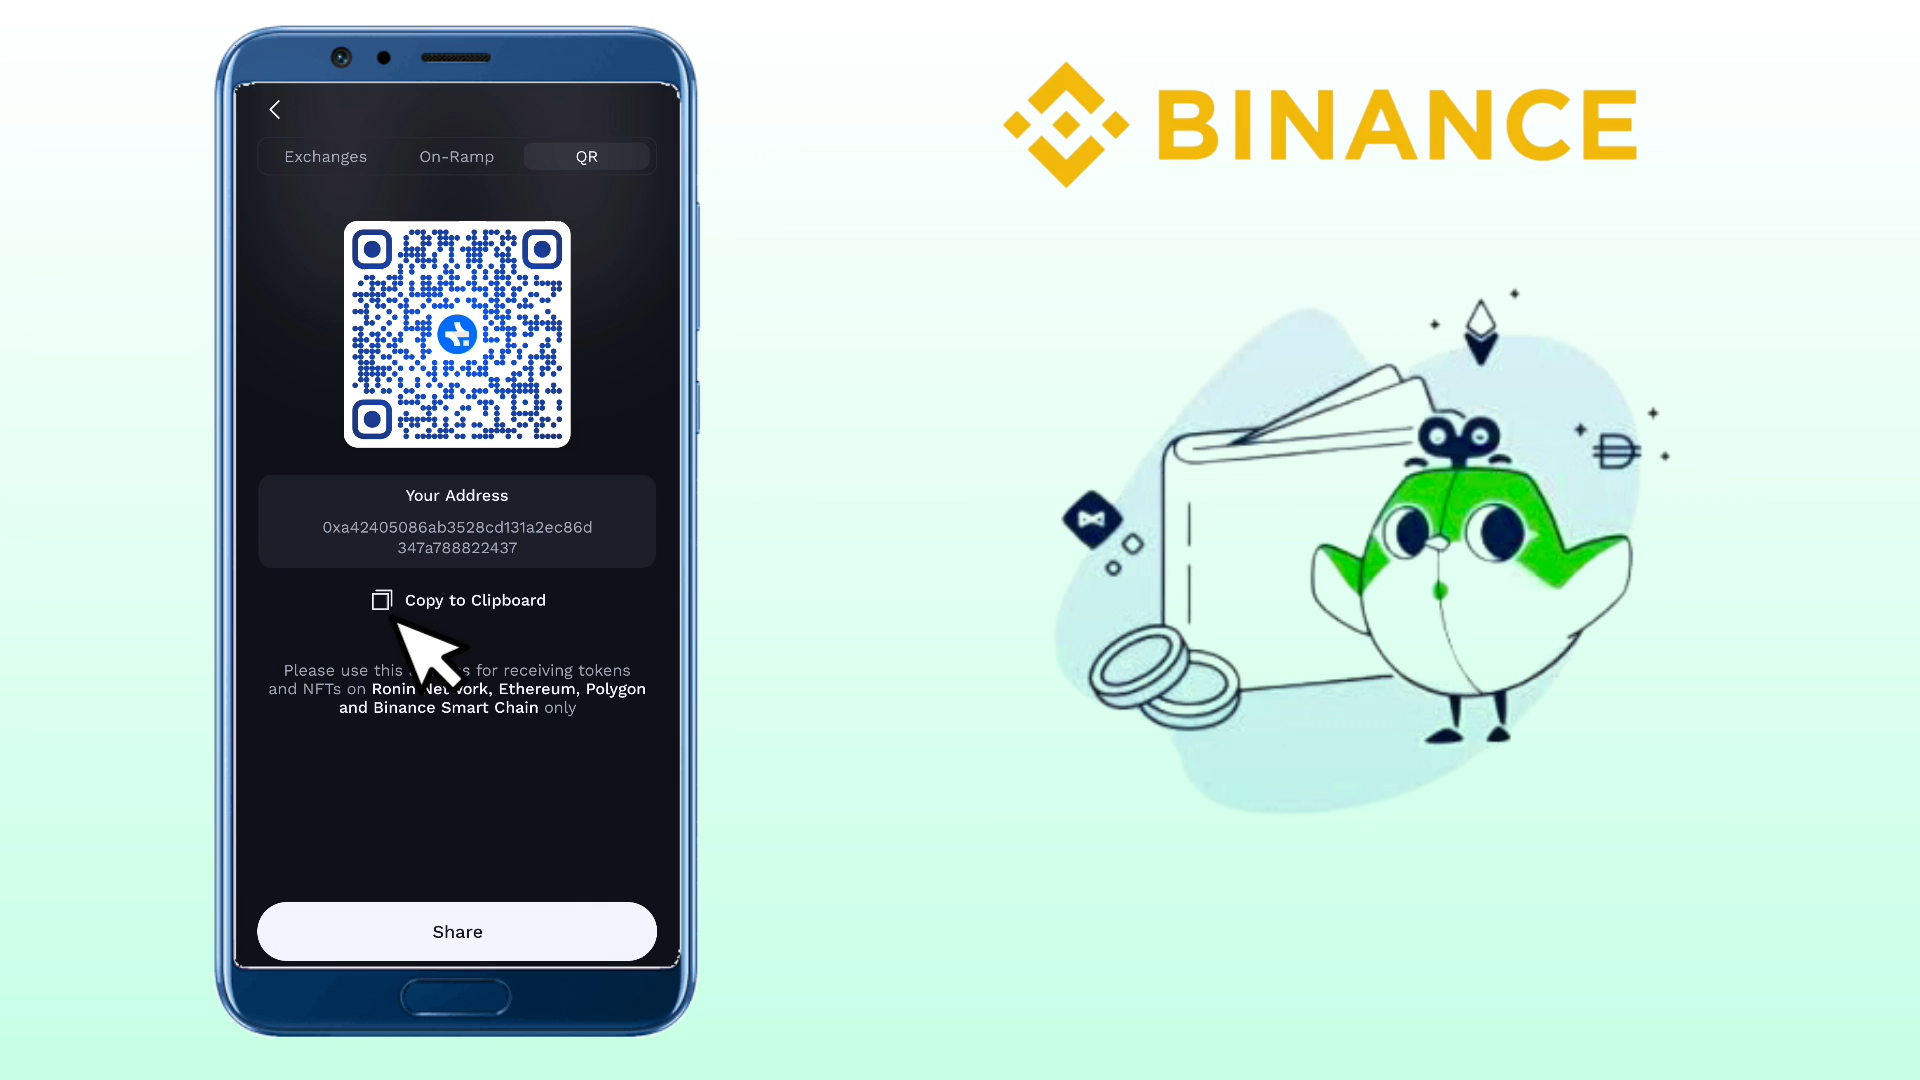 Exchanges On-Ramp QR
Your Address
0xa42405086ab3528cd131a2ec86d
347a788822437
Copy to Clipboard
Please use this s for receiving tokens
and NFTs on Ronin Network, Ethereum, Polygon
and Binance Smart Chain only
Share
BINANCE